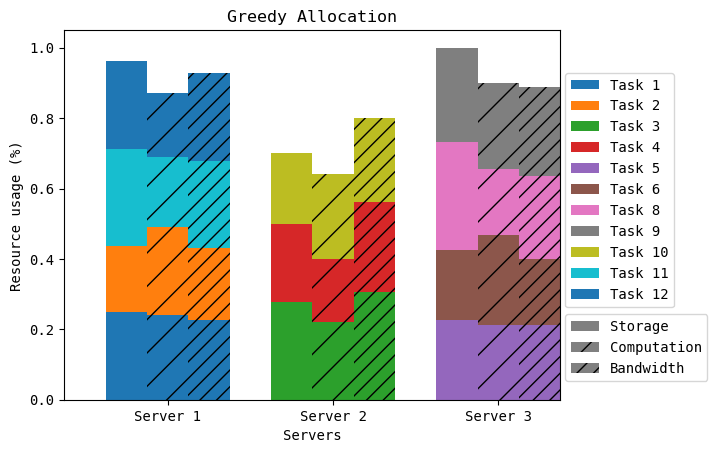 Greedy Allocation
Resource usage (%)
1.0
0.8
0.6
0.4
0.2
0.0
Server 1
Server 2
Server 3
Servers
Task 1
Task 2
Task 3
Task 4
Task 5
Task 6
Task 8
Task 9
Task 10
Task 11
Task 12
Storage
Computation
Bandwidth